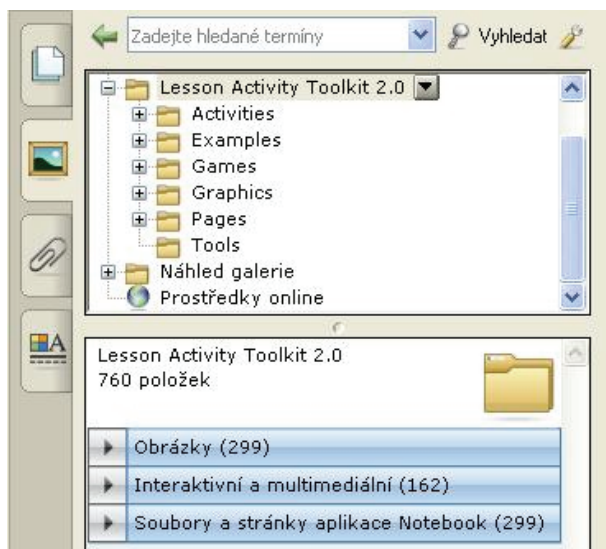 Zadejte hledané termíny Vyhledat
Lesson Activity Toolkit 2.0
Activities
Examples
Games
Graphics
Pages
Tools
Náhled galerie
Prostředky online
A
Lesson Activity Toolkit 2.0
760 položek
Obrázky (299)
Interaktivní a multimediální (162)
Soubory a stránky aplikace Notebook (299)